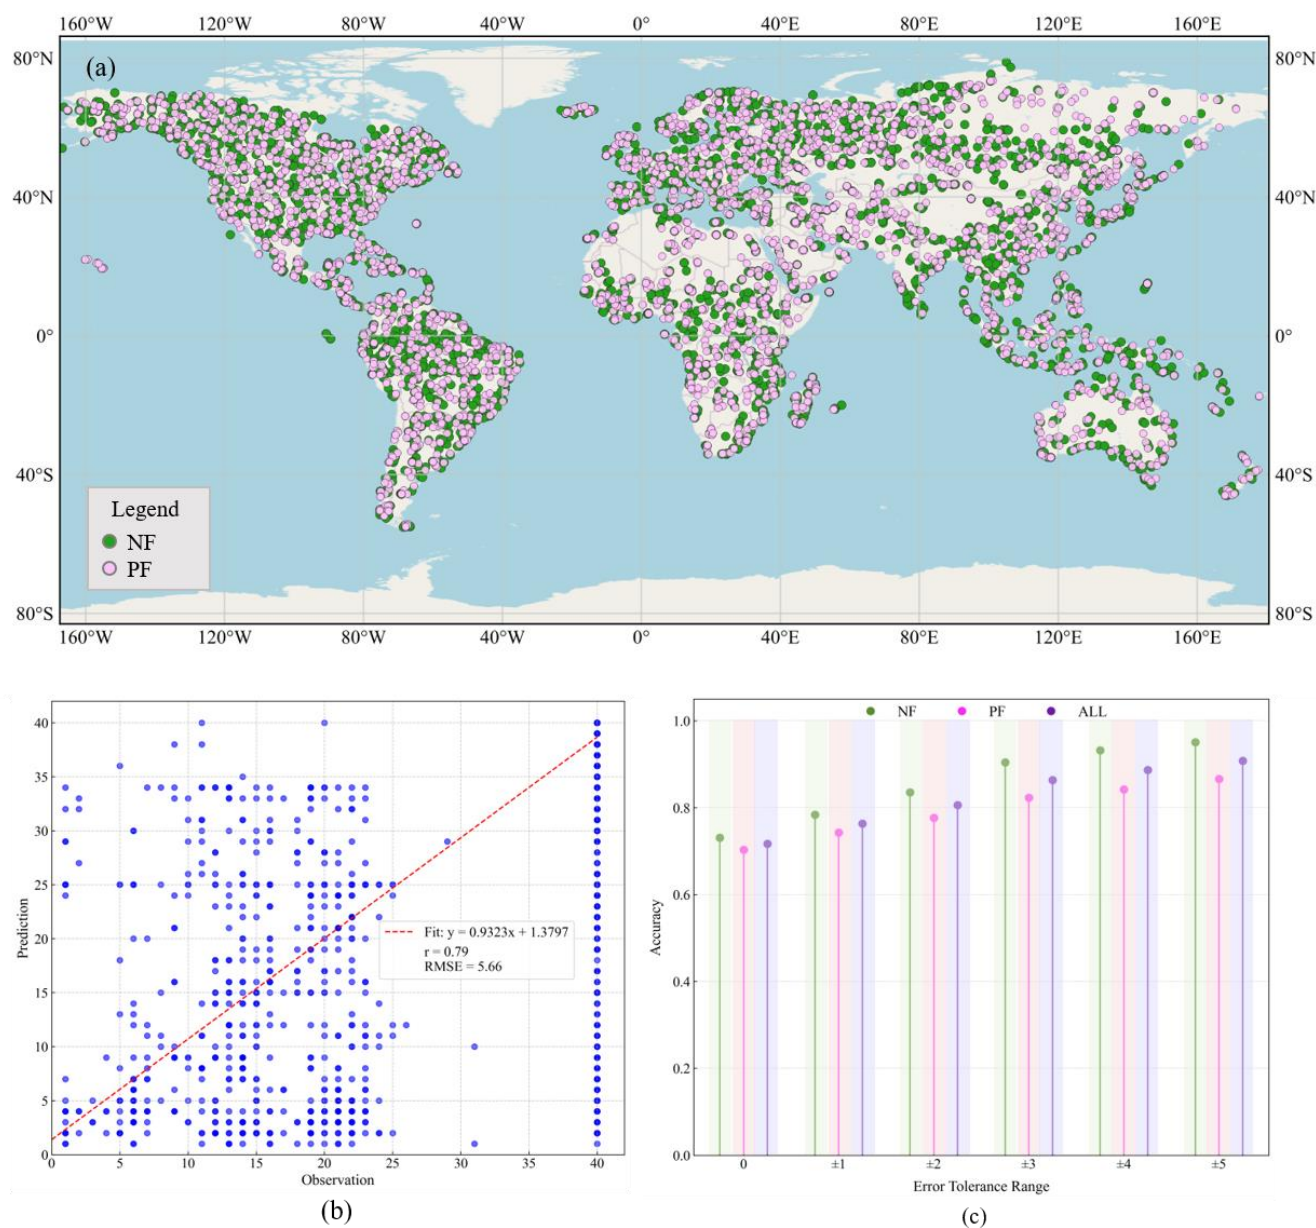 160°W 120°W 80°W 40°W 0° 40°E 80°E 120°E 160°E
80°N (a) 80°N
40°N 40°N
0° 0°
40°S 40°S
Legend
NF
PF
80°S 80°S
160°W 120°W 80°W 40°W 0° 40°E 80°E 120°E 160°E
40
35
30
25
20
15
10
5
0
Prediction
Fit: y = 0.9323x + 1.3797
r = 0.79
RMSE = 5.66
0 5 10 15 20 25 30 35 40
Observation
(b)
NF PF ALL
1.0
0.8
0.6
0.4
0.2
0.0
Accuracy
0 ±1 ±2 ±3 ±4 ±5
Error Tolerance Range
(c)